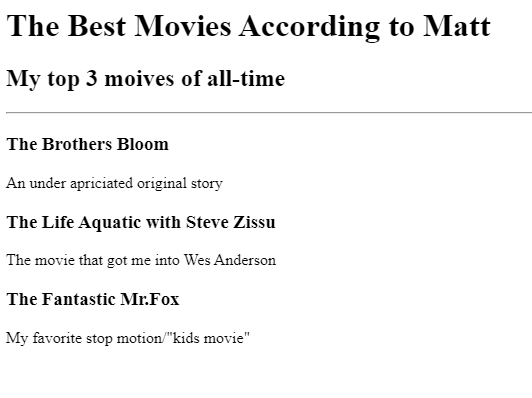 The Best Movies According to Matt
My top 3 moives of all-time
The Brothers Bloom
An under apriciated original story
The Life Aquatic with Steve Zissu
The movie that got me into Wes Anderson
The Fantastic Mr.Fox
My favorite stop motion/"kids movie"